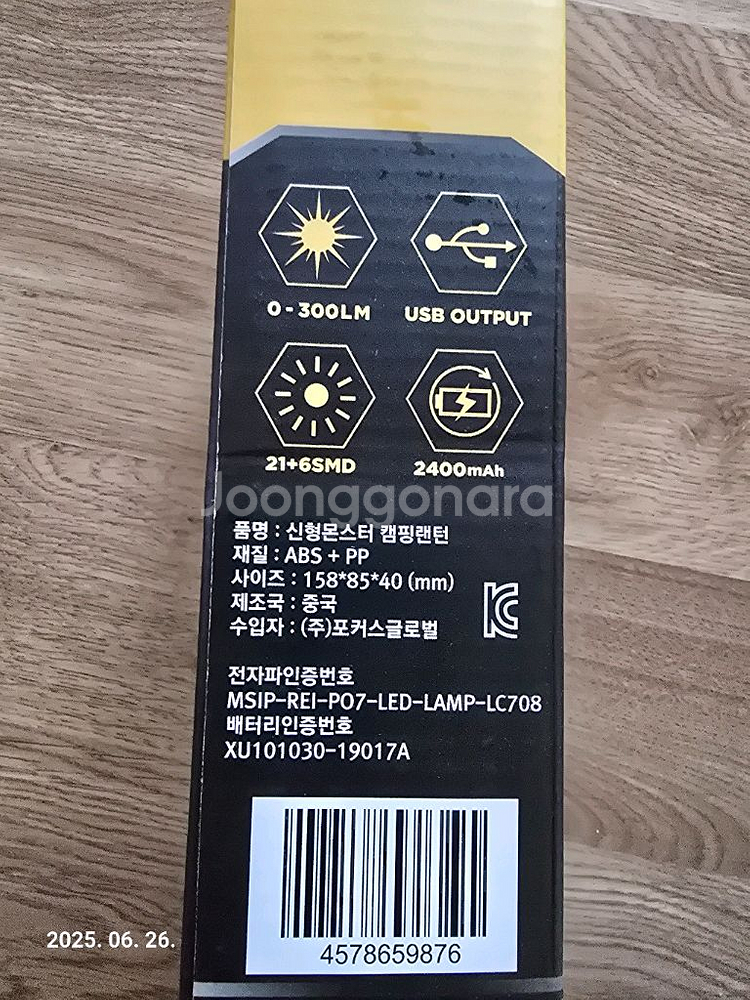 0-300LM
USB OUTPUT
21+6SMD
2400mAh
Joonggonara
품명 : 신형몬스터 캠핑랜턴
재질 : ABS + PP
사이즈 : 158*85*40 (mm)
제조국 : 중국
수입자 : (주)포커스글로벌
전자파인증번호
MSIP-REI-PO7-LED-LAMP-LC708
배터리인증번호
XU101030-19017A
4578659876
2025. 06. 26.